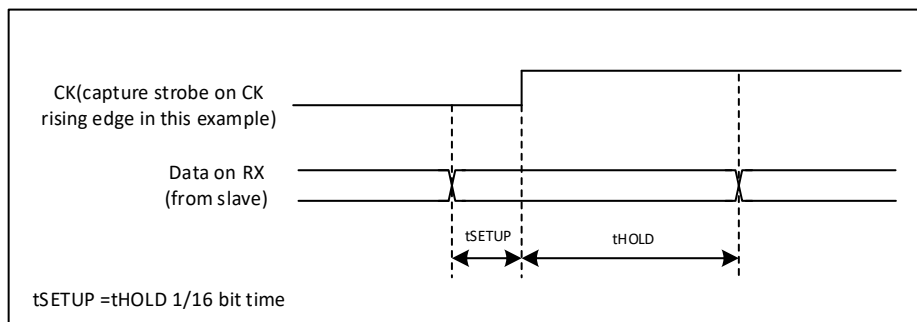 CK(capture strobe on CK
rising edge in this example)
Data on RX
(from slave)
tSETUP
tHOLD
tSETUP =tHOLD 1/16 bit time